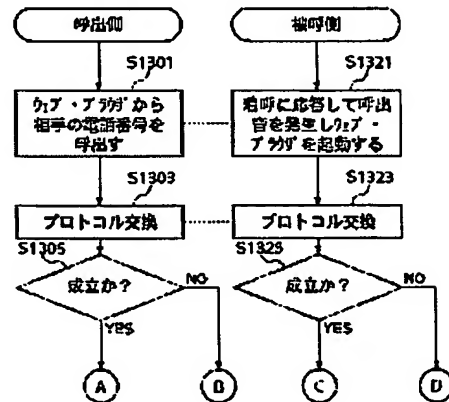 呼出側
被呼側
S1301
S1321
ウェブ・ブラウザから
相手の電話番号を
呼出す
着呼に応答して呼出
音を発生しウェブ・
ブラウザを起動する
S1303
S1323
プロトコル交換
プロトコル交換
S1305
S1325
成立か？
NO
成立か？
NO
YES
YES
A
B
C
D